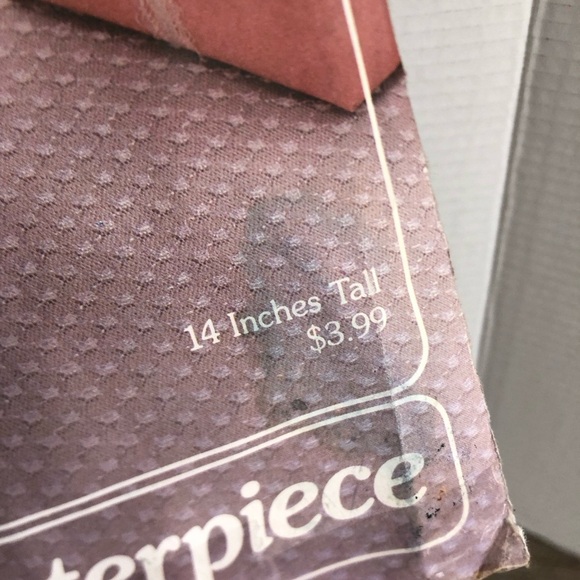 14 Inches Tall
$3.99
terpiece